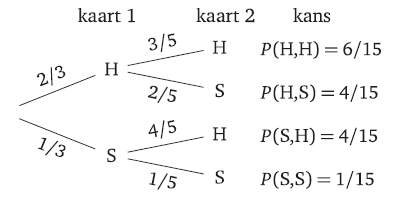 kaart 1 kaart 2 kans
3/5 H P(H,H) = 6/15
2/3 H
2/5 S P(H,S) = 4/15
4/5 H P(S,H) = 4/15
1/3 S
1/5 S P(S,S) = 1/15